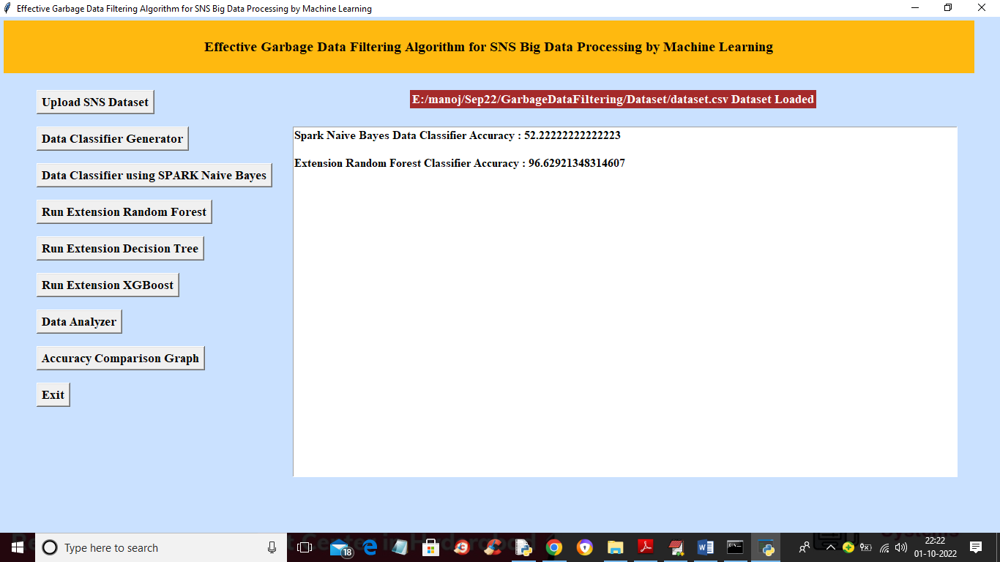 Effective Garbage Data Filtering Algorithm for SNS Big Data Processing by Machine Learning
Effective Garbage Data Filtering Algorithm for SNS Big Data Processing by Machine Learning
Upload SNS Dataset
E:/manoj/Sep22/GarbageDataFiltering/Dataset/dataset.csv Dataset Loaded
Data Classifier Generator
Spark Naive Bayes Data Classifier Accuracy : 52.22222222222223
Extension Random Forest Classifier Accuracy : 96.62921348314607
Data Classifier using SPARK Naive Bayes
Run Extension Random Forest
Run Extension Decision Tree
Run Extension XGBoost
Data Analyzer
Accuracy Comparison Graph
Exit
Type here to search
18
22:22
01-10-2022